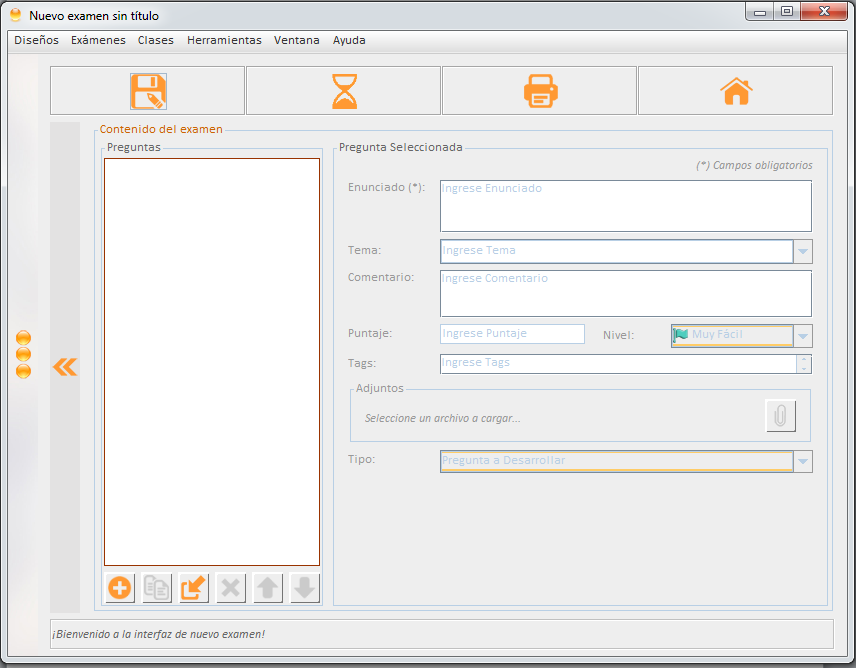 Nuevo examen sin título
Diseños Exámenes Clases Herramientas Ventana Ayuda
Contenido del examen
Preguntas
Pregunta Seleccionada
(*) Campos obligatorios
Enunciado (*): Ingrese Enunciado
Tema: Ingrese Tema
Comentario: Ingrese Comentario
Puntaje: Ingrese Puntaje Nivel: Muy Fácil
Tags: Ingrese Tags
Adjuntos
Seleccione un archivo a cargar...
Tipo: Pregunta a Desarrollar
¡Bienvenido a la interfaz de nuevo examen!